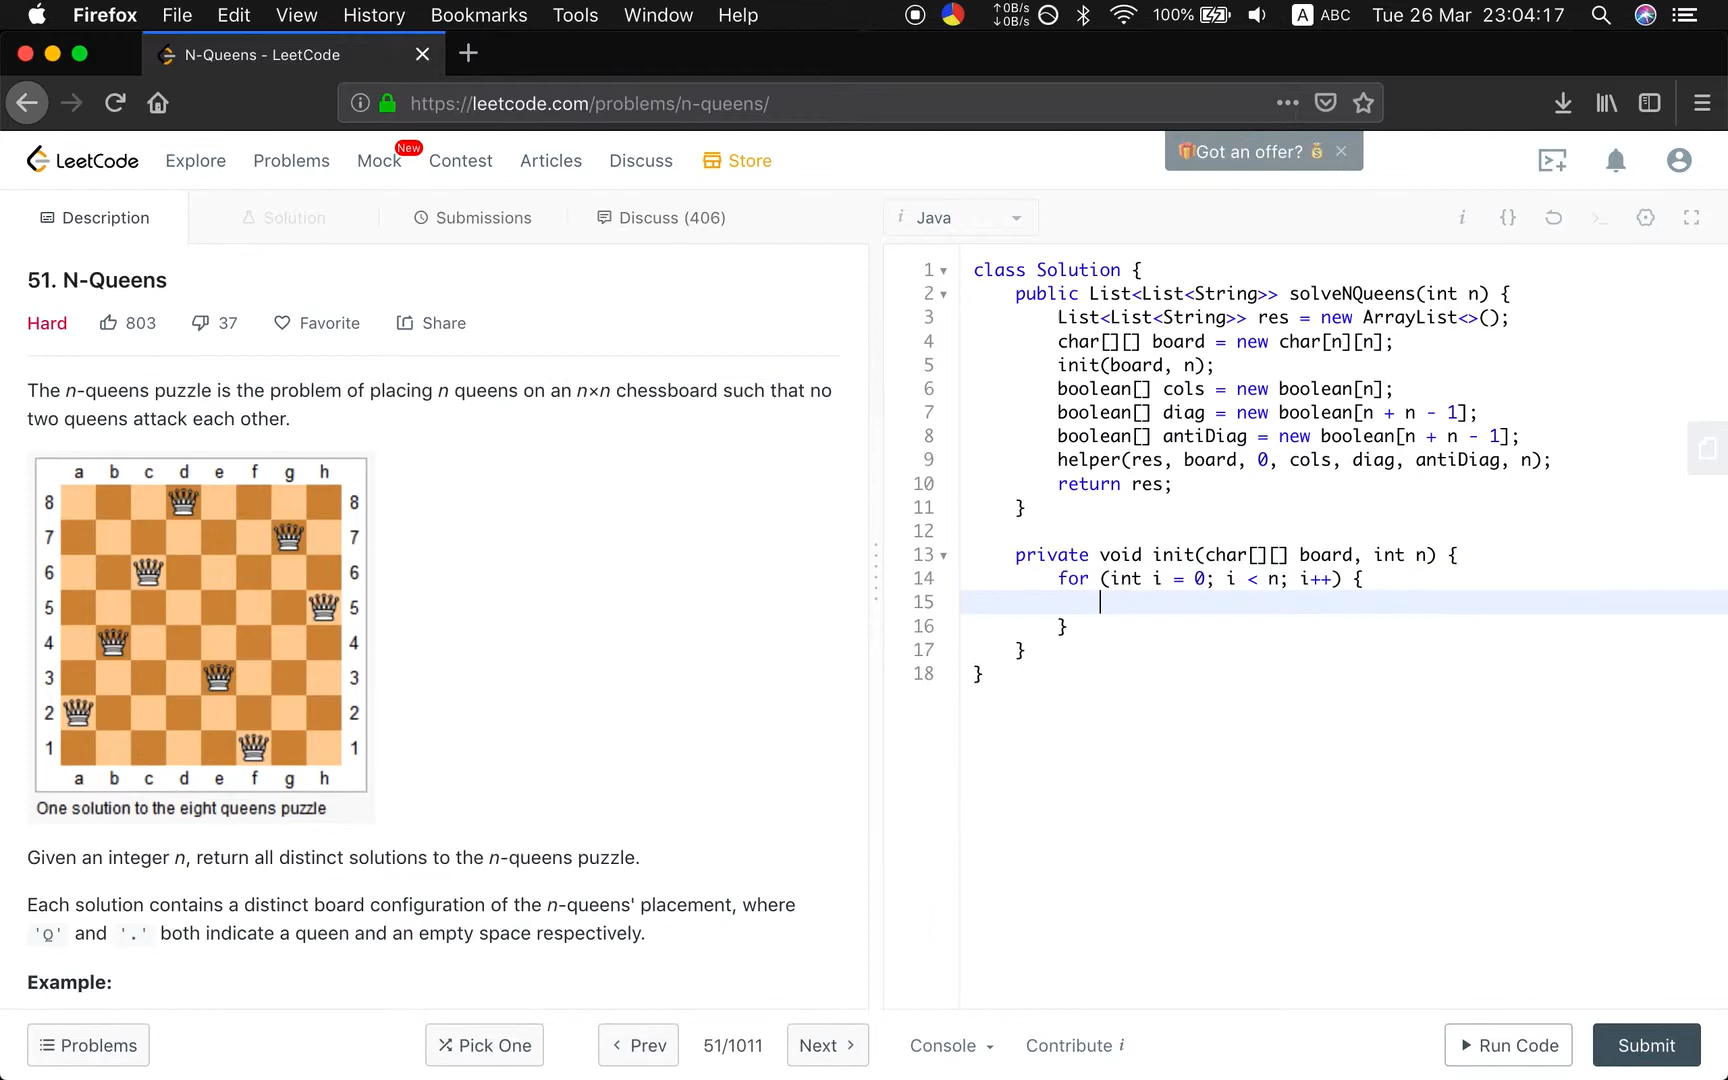 Firefox File Edit View History Bookmarks Tools Window Help ↑0B/s ↓0B/s 100% A ABC Tue 26 Mar 23:04:17
N-Queens - LeetCode
https://leetcode.com/problems/n-queens/
LeetCode Explore Problems Mock New Contest Articles Discuss Store Got an offer?
Description Solution Submissions Discuss (406)
51. N-Queens
Hard 803 37 Favorite Share
The n-queens puzzle is the problem of placing n queens on an n×n chessboard such that no
two queens attack each other.
a b c d e f g h
8 8
7 7
6 6
5 5
4 4
3 3
2 2
1 1
a b c d e f g h
One solution to the eight queens puzzle
Given an integer n, return all distinct solutions to the n-queens puzzle.
Each solution contains a distinct board configuration of the n-queens' placement, where
'Q' and '.' both indicate a queen and an empty space respectively.
Example:
Problems Pick One Prev 51/1011 Next
i Java i {}
1 class Solution {
2 public List<List<String>> solveNQueens(int n) {
3 List<List<String>> res = new ArrayList<>();
4 char[][] board = new char[n][n];
5 init(board, n);
6 boolean[] cols = new boolean[n];
7 boolean[] diag = new boolean[n + n - 1];
8 boolean[] antiDiag = new boolean[n + n - 1];
9 helper(res, board, 0, cols, diag, antiDiag, n);
10 return res;
11 }
12
13 private void init(char[][] board, int n) {
14 for (int i = 0; i < n; i++) {
15
16 }
17 }
18 }
Console Contribute i Run Code Submit